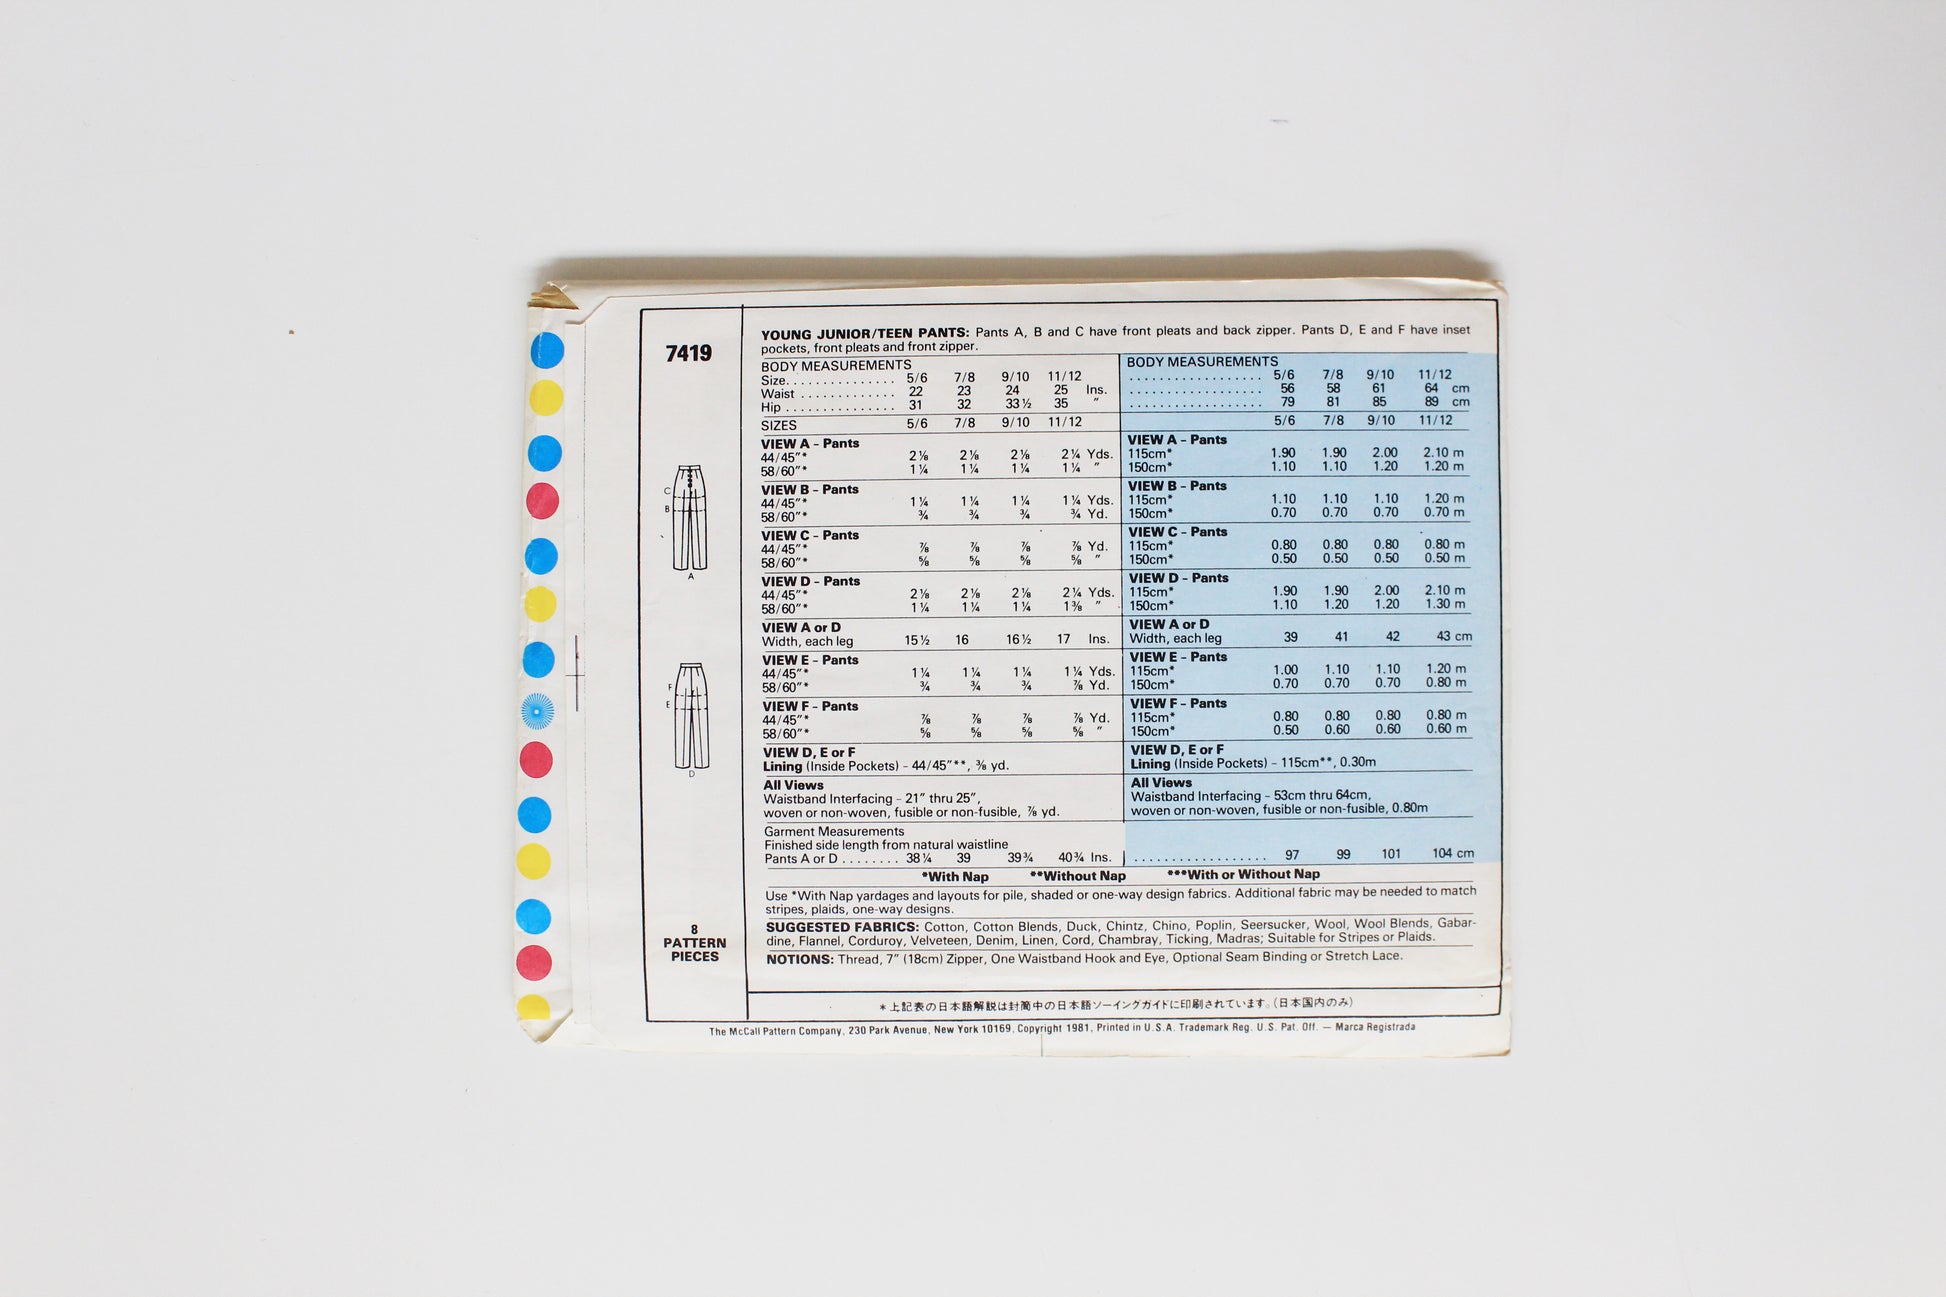 7419
YOUNG JUNIOR/TEEN PANTS: Pants A, B and C have front pleats and back zipper. Pants D, E and F have inset
pockets, front pleats and front zipper.
BODY MEASUREMENTS
Size. . . . . . . . . . . . . . 5/6 7/8 9/10 11/12
Waist . . . . . . . . . . . . . 22 23 24 25 Ins.
Hip . . . . . . . . . . . . . . . 31 32 33½ 35 "
SIZES 5/6 7/8 9/10 11/12
VIEW A - Pants
44/45"* 2⅛ 2⅛ 2⅛ 2¼ Yds.
58/60"* 1¼ 1¼ 1¼ 1¼ "
VIEW B - Pants
44/45"* 1¼ 1¼ 1¼ 1¼ Yds.
58/60"* ¾ ¾ ¾ ¾ Yd.
VIEW C - Pants
44/45"* ⅞ ⅞ ⅞ ⅞ Yd.
58/60"* ⅝ ⅝ ⅝ ⅝ "
VIEW D - Pants
44/45"* 2⅛ 2⅛ 2⅛ 2¼ Yds.
58/60"* 1¼ 1¼ 1¼ 1⅜ "
VIEW A or D
Width, each leg 15½ 16 16½ 17 Ins.
VIEW E - Pants
44/45"* 1¼ 1¼ 1¼ 1¼ Yds.
58/60"* ¾ ¾ ¾ ⅞ Yd.
VIEW F - Pants
44/45"* ⅞ ⅞ ⅞ ⅞ Yd.
58/60"* ⅝ ⅝ ⅝ ⅝ "
VIEW D, E or F
Lining (Inside Pockets) - 44/45"**, ⅜ yd.
All Views
Waistband Interfacing - 21" thru 25",
woven or non-woven, fusible or non-fusible, ⅞ yd.
Garment Measurements
Finished side length from natural waistline
Pants A or D . . . . . . . . 38¼ 39 39¾ 40¾ Ins.
BODY MEASUREMENTS
. . . . . . . . . . . . . . . . . . 5/6 7/8 9/10 11/12
. . . . . . . . . . . . . . . . . . 56 58 61 64 cm
. . . . . . . . . . . . . . . . . . 79 81 85 89 cm
5/6 7/8 9/10 11/12
VIEW A - Pants
115cm* 1.90 1.90 2.00 2.10 m
150cm* 1.10 1.10 1.20 1.20 m
VIEW B - Pants
115cm* 1.10 1.10 1.10 1.20 m
150cm* 0.70 0.70 0.70 0.70 m
VIEW C - Pants
115cm* 0.80 0.80 0.80 0.80 m
150cm* 0.50 0.50 0.50 0.50 m
VIEW D - Pants
115cm* 1.90 1.90 2.00 2.10 m
150cm* 1.10 1.20 1.20 1.30 m
VIEW A or D
Width, each leg 39 41 42 43 cm
VIEW E - Pants
115cm* 1.00 1.10 1.10 1.20 m
150cm* 0.70 0.70 0.70 0.80 m
VIEW F - Pants
115cm* 0.80 0.80 0.80 0.80 m
150cm* 0.50 0.60 0.60 0.60 m
VIEW D, E or F
Lining (Inside Pockets) - 115cm**, 0.30m
All Views
Waistband Interfacing - 53cm thru 64cm,
woven or non-woven, fusible or non-fusible, 0.80m
. . . . . . . . . . . . . . . . . . 97 99 101 104 cm
*With Nap **Without Nap ***With or Without Nap
Use *With Nap yardages and layouts for pile, shaded or one-way design fabrics. Additional fabric may be needed to match
stripes, plaids, one-way designs.
SUGGESTED FABRICS: Cotton, Cotton Blends, Duck, Chintz, Chino, Poplin, Seersucker, Wool, Wool Blends, Gabar-
dine, Flannel, Corduroy, Velveteen, Denim, Linen, Cord, Chambray, Ticking, Madras; Suitable for Stripes or Plaids.
NOTIONS: Thread, 7" (18cm) Zipper, One Waistband Hook and Eye, Optional Seam Binding or Stretch Lace.
C
B
A
F
E
D
8
PATTERN
PIECES
*上記表の日本語解説は封筒中の日本語ソーイングガイドに印刷されています。(日本国内のみ)
The McCall Pattern Company, 230 Park Avenue, New York 10169, Copyright 1981, Printed in U.S.A. Trademark Reg. U.S. Pat. Off. — Marca Registrada